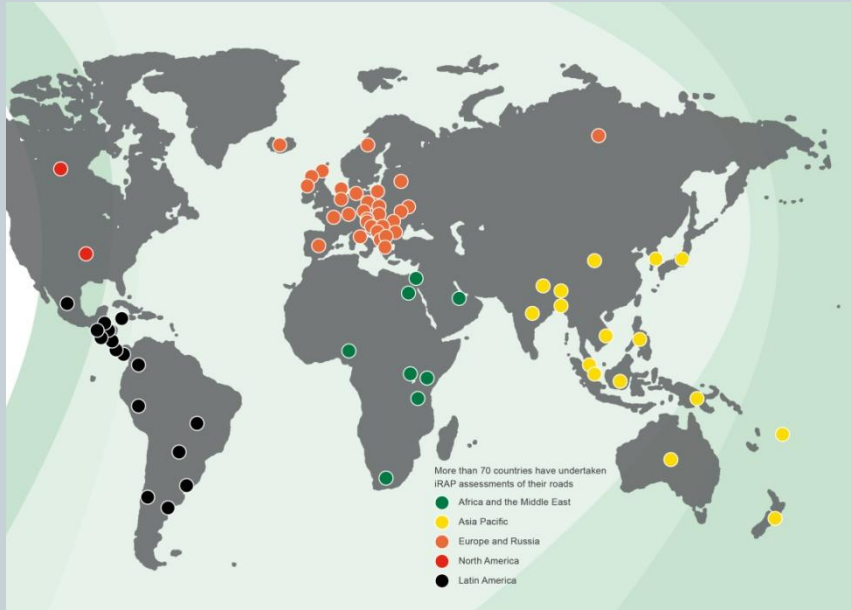 More than 70 countries have undertaken
iRAP assessments of their roads
Africa and the Middle East
Asia Pacific
Europe and Russia
North America
Latin America